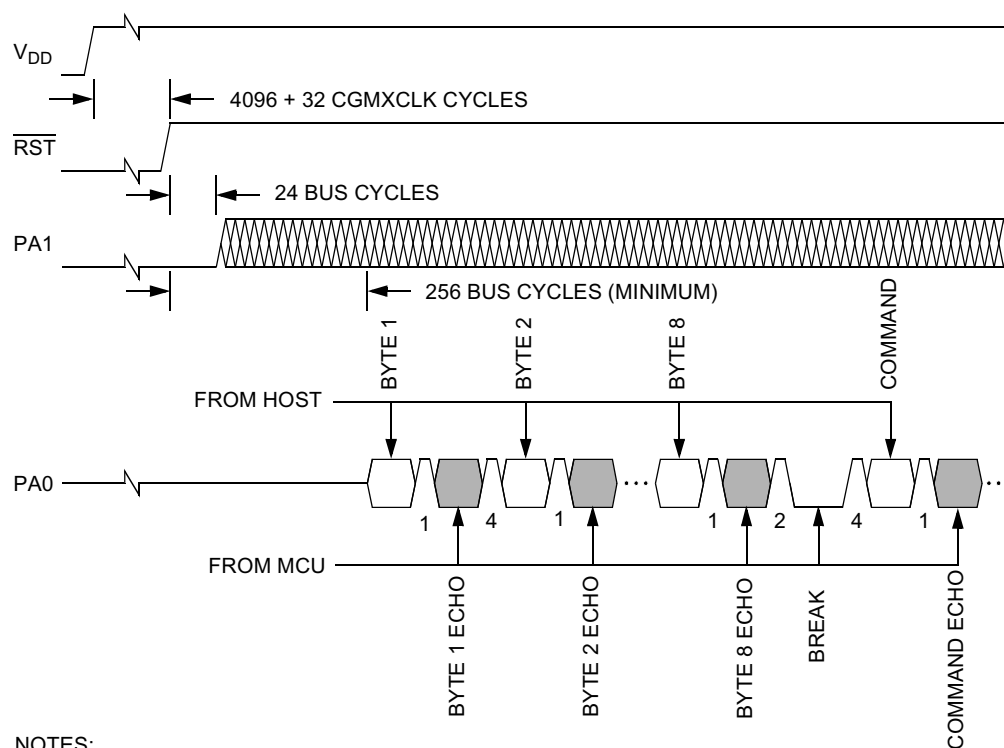 VDD
4096 + 32 CGMXCLK CYCLES
RST
24 BUS CYCLES
PA1
256 BUS CYCLES (MINIMUM)
BYTE 1
BYTE 2
BYTE 8
COMMAND
FROM HOST
PA0
1
4
1
1
2
4
1
FROM MCU
BYTE 1 ECHO
BYTE 2 ECHO
BYTE 8 ECHO
BREAK
COMMAND ECHO
NOTES: